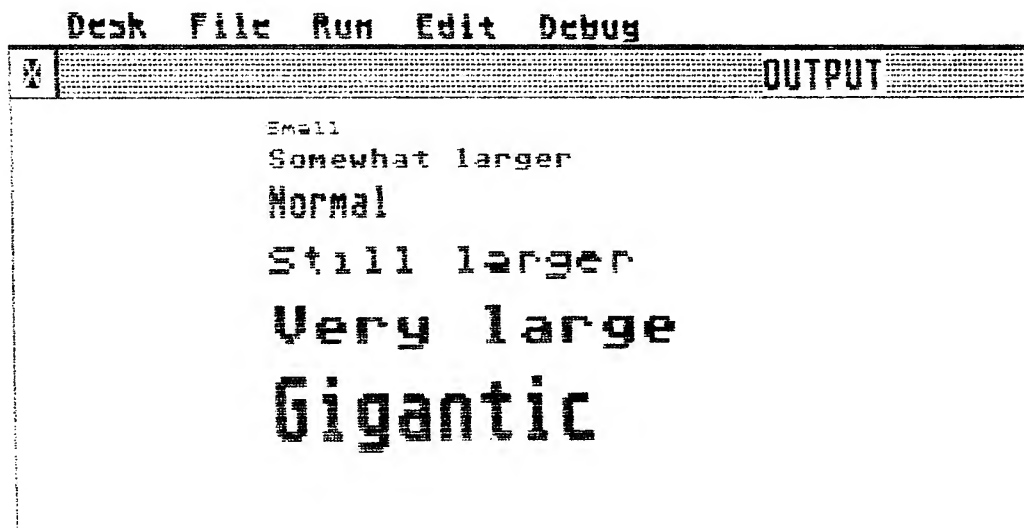 Desk File Run Edit Debug
OUTPUT
Small
Somewhat larger
Normal
Still larger
Very large
Gigantic